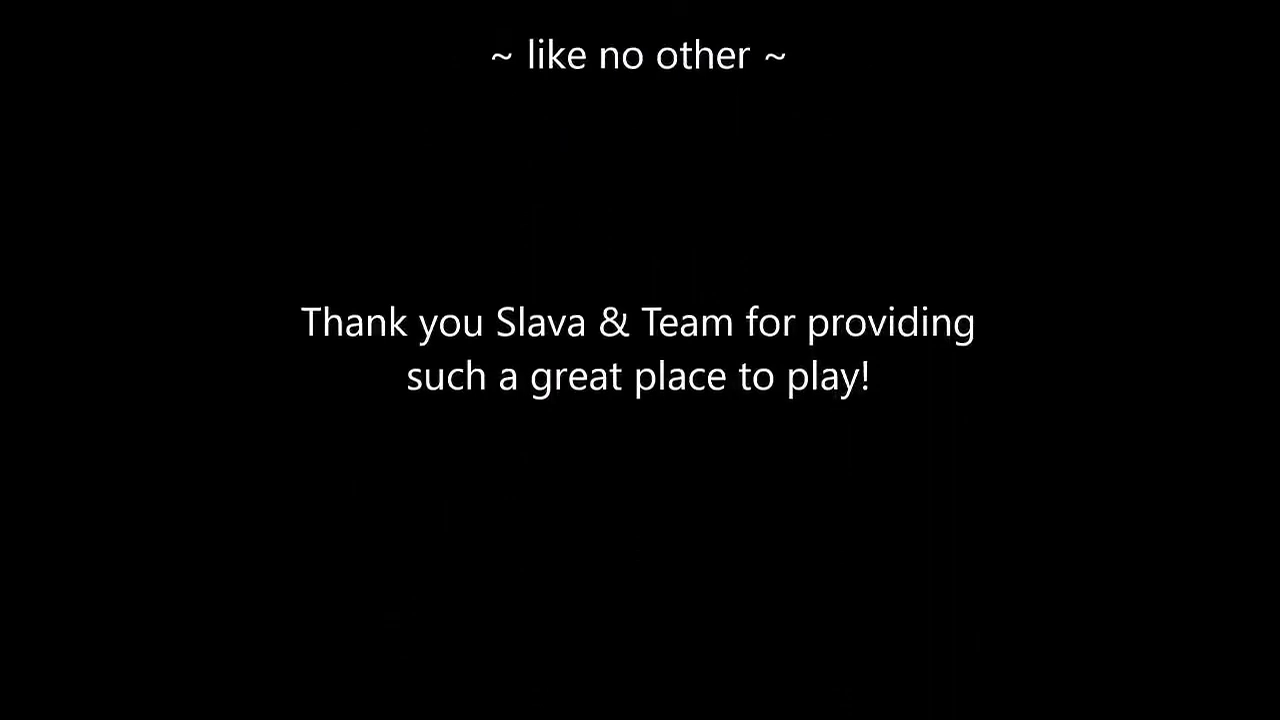 ~ like no other ~
Thank you Slava & Team for providing
such a great place to play!